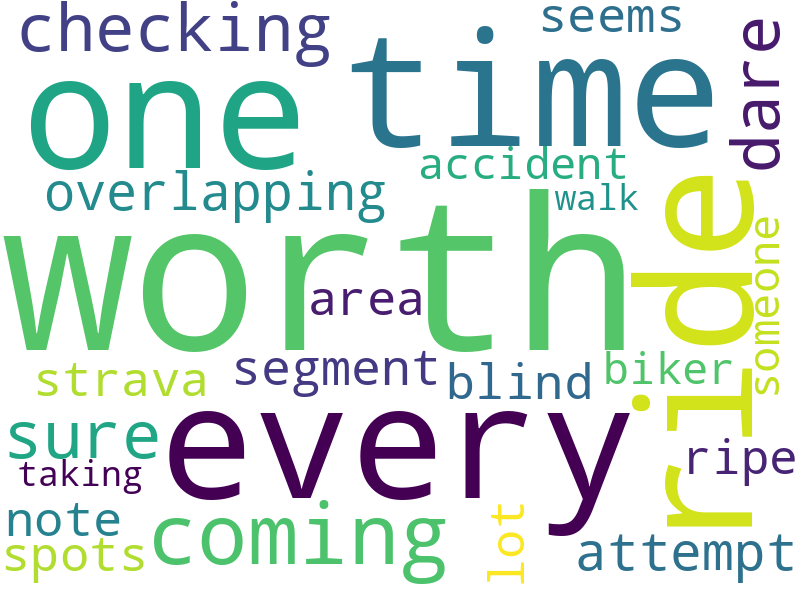 checking
seems
one
time
dare
overlapping
accident
walk
worth
ride
someone
area
strava
segment
blind
biker
sure
every
ripe
taking
note
coming
lot
attempt
spots